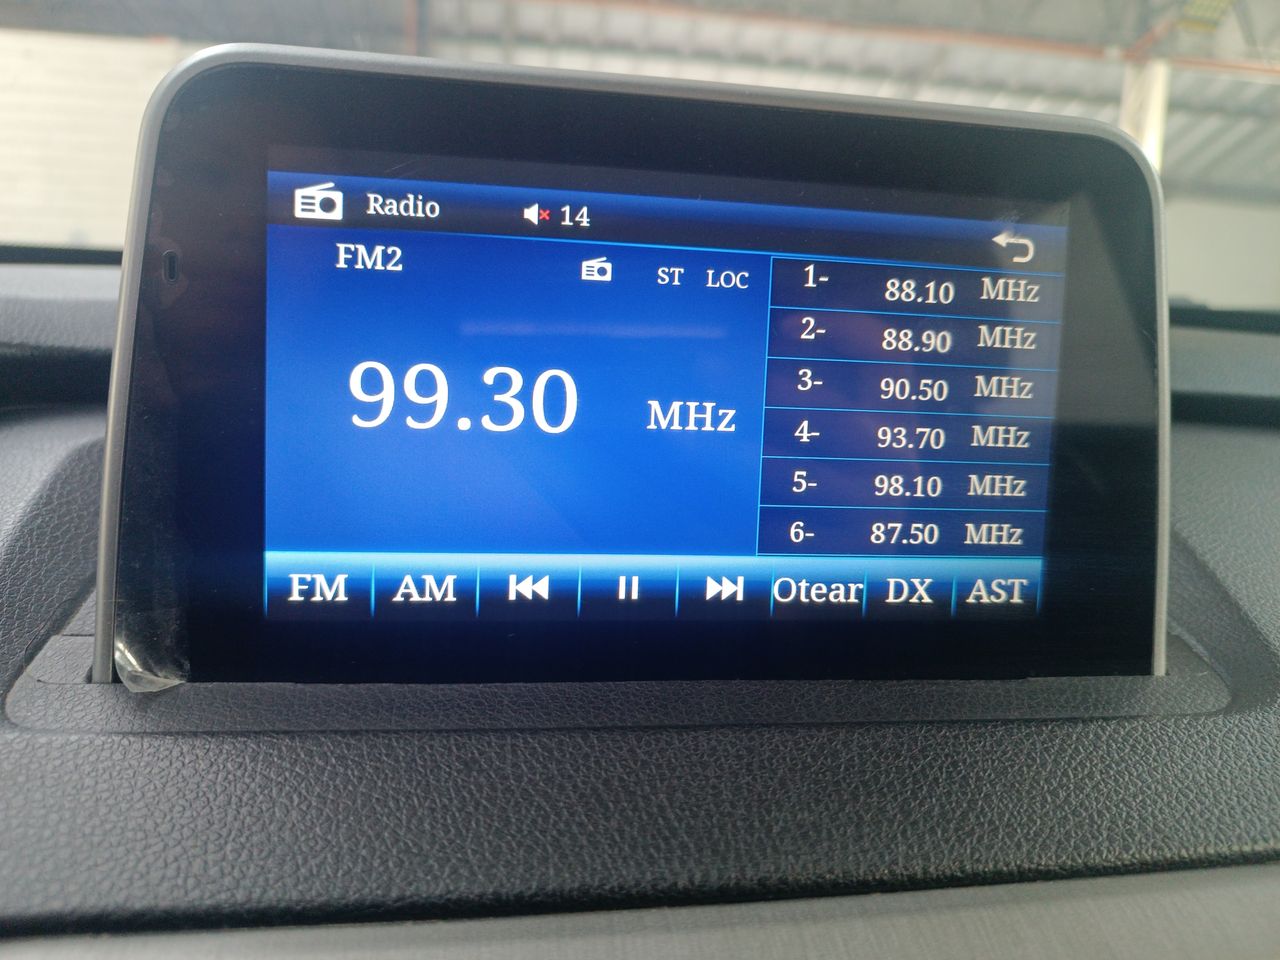 Radio 14
FM2 ST LOC
99.30 MHz
1- 88.10 MHz
2- 88.90 MHz
3- 90.50 MHz
4- 93.70 MHz
5- 98.10 MHz
6- 87.50 MHz
FM AM Otear DX AST